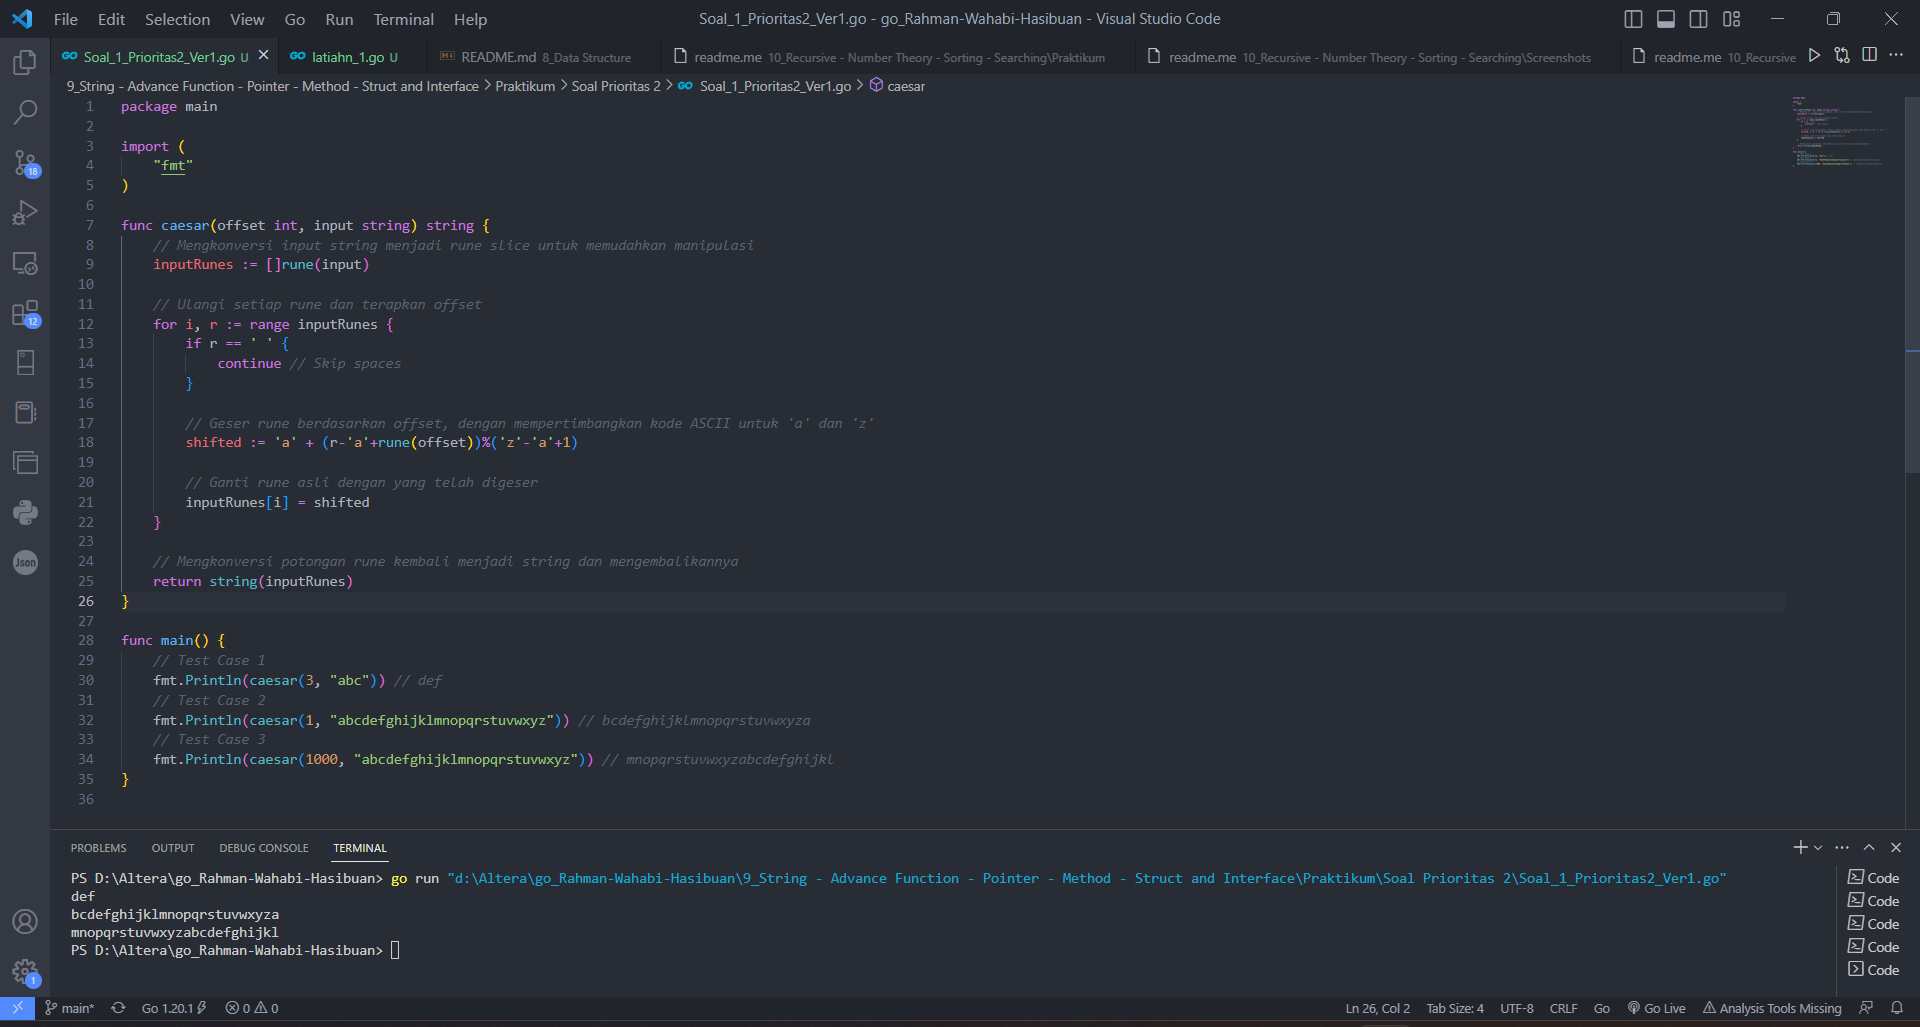 File Edit Selection View Go Run Terminal Help
Soal_1_Prioritas2_Ver1.go - go_Rahman-Wahabi-Hasibuan - Visual Studio Code
Soal_1_Prioritas2_Ver1.go U
latiahn_1.go U
README.md 8_Data Structure
readme.me 10_Recursive - Number Theory - Sorting - Searching\Praktikum
readme.me 10_Recursive - Number Theory - Sorting - Searching\Screenshots
readme.me 10_Recursive
9_String - Advance Function - Pointer - Method - Struct and Interface > Praktikum > Soal Prioritas 2 > Soal_1_Prioritas2_Ver1.go > caesar
1 package main
2
3 import (
4 "fmt"
5 )
6
7 func caesar(offset int, input string) string {
8 // Mengkonversi input string menjadi rune slice untuk memudahkan manipulasi
9 inputRunes := []rune(input)
10
11 // Ulangi setiap rune dan terapkan offset
12 for i, r := range inputRunes {
13 if r == ' ' {
14 continue // Skip spaces
15 }
16
17 // Geser rune berdasarkan offset, dengan mempertimbangkan kode ASCII untuk 'a' dan 'z'
18 shifted := 'a' + (r-'a'+rune(offset))%('z'-'a'+1)
19
20 // Ganti rune asli dengan yang telah digeser
21 inputRunes[i] = shifted
22 }
23
24 // Mengkonversi potongan rune kembali menjadi string dan mengembalikannya
25 return string(inputRunes)
26 }
27
28 func main() {
29 // Test Case 1
30 fmt.Println(caesar(3, "abc")) // def
31 // Test Case 2
32 fmt.Println(caesar(1, "abcdefghijklmnopqrstuvwxyz")) // bcdefghijklmnopqrstuvwxyza
33 // Test Case 3
34 fmt.Println(caesar(1000, "abcdefghijklmnopqrstuvwxyz")) // mnopqrstuvwxyzabcdefghijkl
35 }
36
18
12
Json
1
PROBLEMS OUTPUT DEBUG CONSOLE TERMINAL
PS D:\Altera\go_Rahman-Wahabi-Hasibuan> go run "d:\Altera\go_Rahman-Wahabi-Hasibuan\9_String - Advance Function - Pointer - Method - Struct and Interface\Praktikum\Soal Prioritas 2\Soal_1_Prioritas2_Ver1.go"
def
bcdefghijklmnopqrstuvwxyza
mnopqrstuvwxyzabcdefghijkl
PS D:\Altera\go_Rahman-Wahabi-Hasibuan>
Code
Code
Code
Code
Code
main* Go 1.20.1 0 0
Ln 26, Col 2 Tab Size: 4 UTF-8 CRLF Go Go Live Analysis Tools Missing